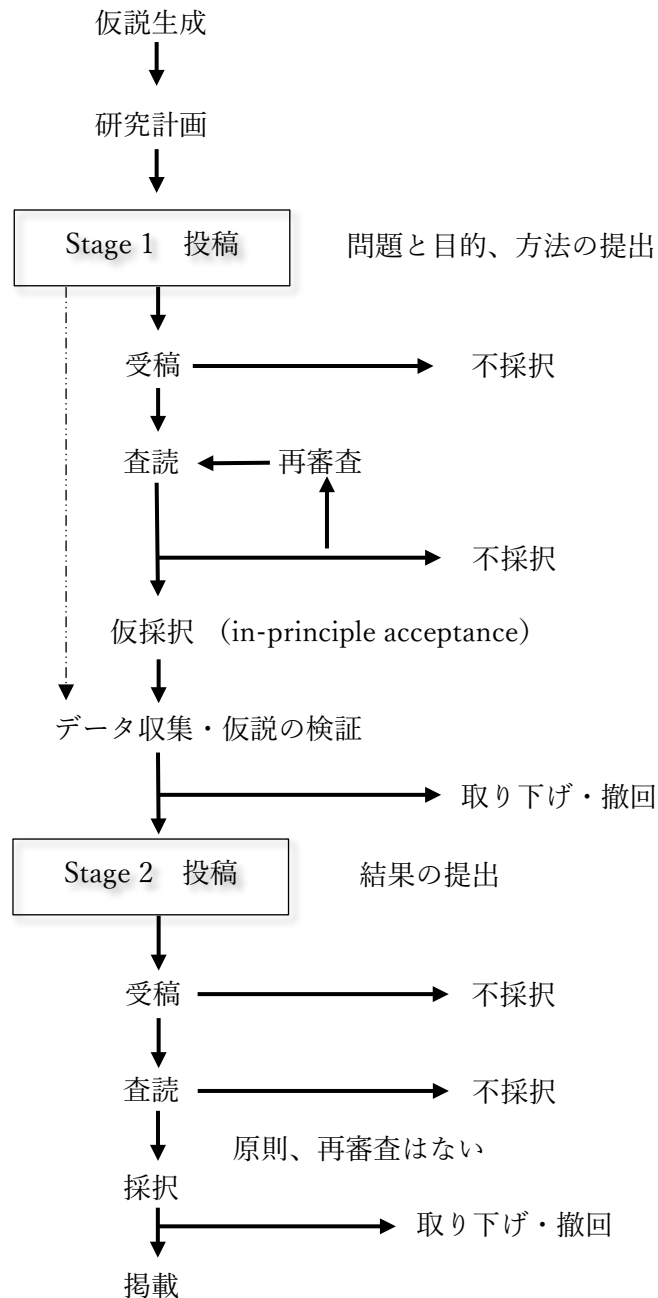 仮説生成
研究計画
Stage 1　投稿　　問題と目的、方法の提出
受稿　　不採択
査読　　再審査
不採択
仮採択　（in-principle acceptance）
データ収集・仮説の検証
取り下げ・撤回
Stage 2　投稿　　結果の提出
受稿　　不採択
査読　　不採択
原則、再審査はない
採択
取り下げ・撤回
掲載